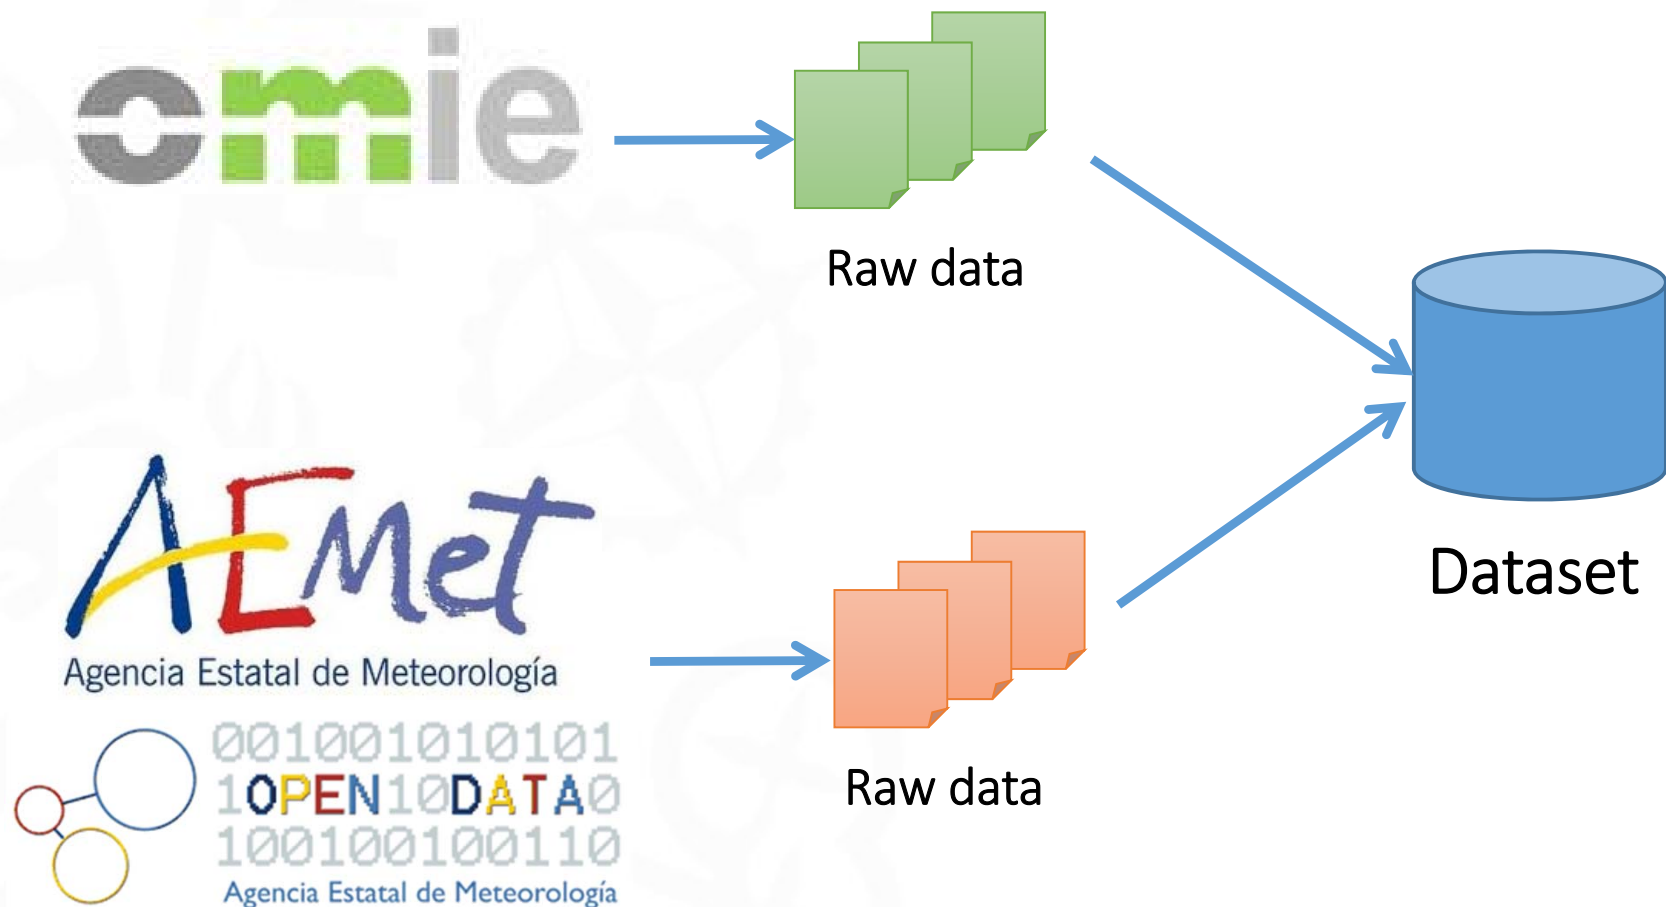 omie
Raw data
Dataset
AEMet
Agencia Estatal de Meteorología
001001010101
1OPEN10DATA0
100100100110
Agencia Estatal de Meteorología
Raw data